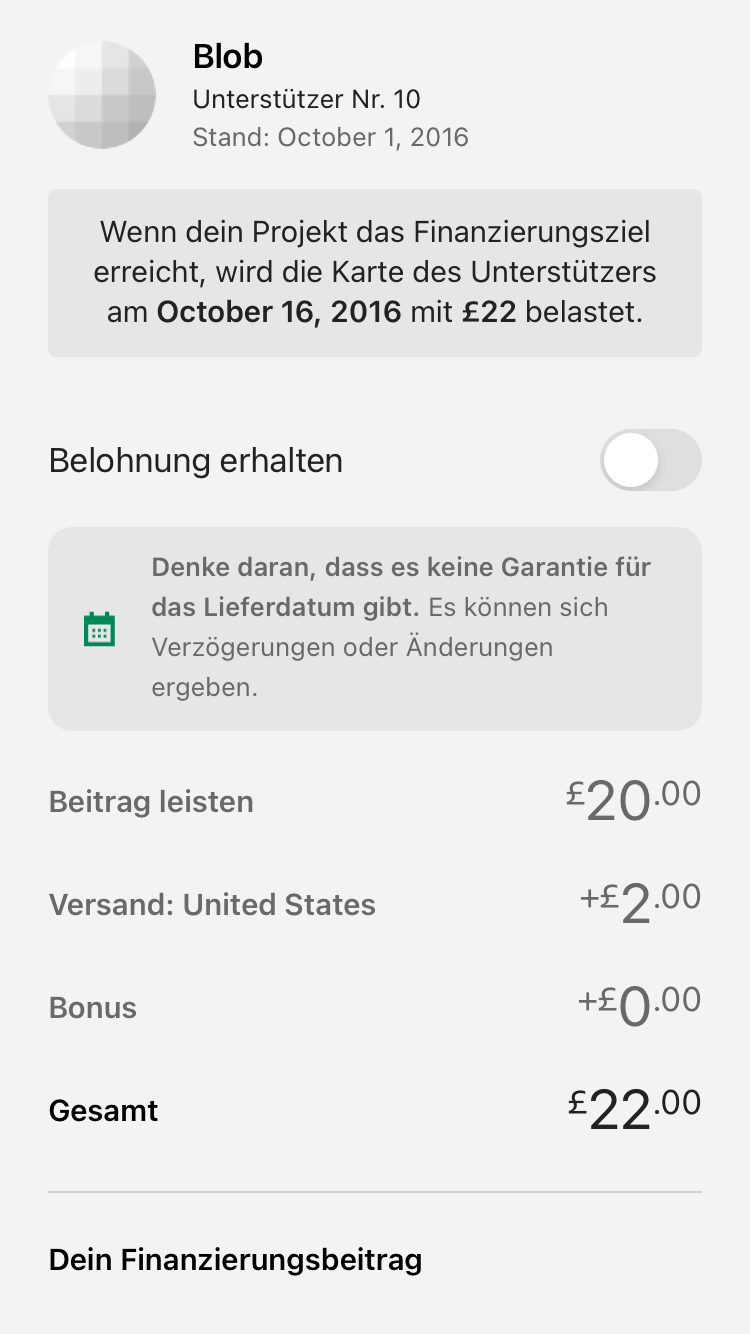 Blob
Unterstützer Nr. 10
Stand: October 1, 2016
Wenn dein Projekt das Finanzierungsziel
erreicht, wird die Karte des Unterstützers
am October 16, 2016 mit £22 belastet.
Belohnung erhalten
Denke daran, dass es keine Garantie für
das Lieferdatum gibt. Es können sich
Verzögerungen oder Änderungen
ergeben.
Beitrag leisten £20.00
Versand: United States +£2.00
Bonus +£0.00
Gesamt £22.00
Dein Finanzierungsbeitrag